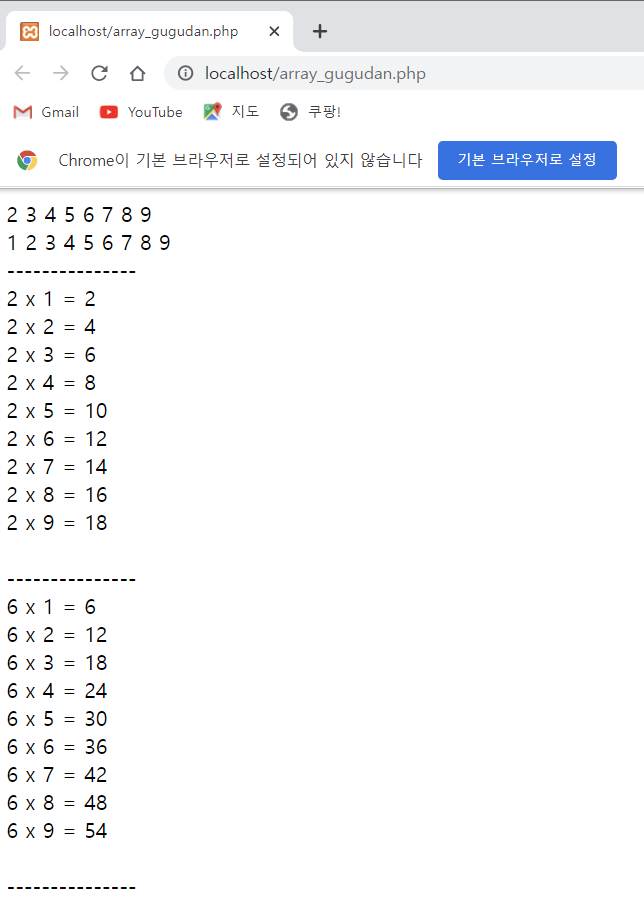 localhost/array_gugudan.php
localhost/array_gugudan.php
Gmail YouTube 지도 쿠팡!
Chrome이 기본 브라우저로 설정되어 있지 않습니다 기본 브라우저로 설정
2 3 4 5 6 7 8 9
1 2 3 4 5 6 7 8 9
---------------
2 x 1 = 2
2 x 2 = 4
2 x 3 = 6
2 x 4 = 8
2 x 5 = 10
2 x 6 = 12
2 x 7 = 14
2 x 8 = 16
2 x 9 = 18
---------------
6 x 1 = 6
6 x 2 = 12
6 x 3 = 18
6 x 4 = 24
6 x 5 = 30
6 x 6 = 36
6 x 7 = 42
6 x 8 = 48
6 x 9 = 54
---------------